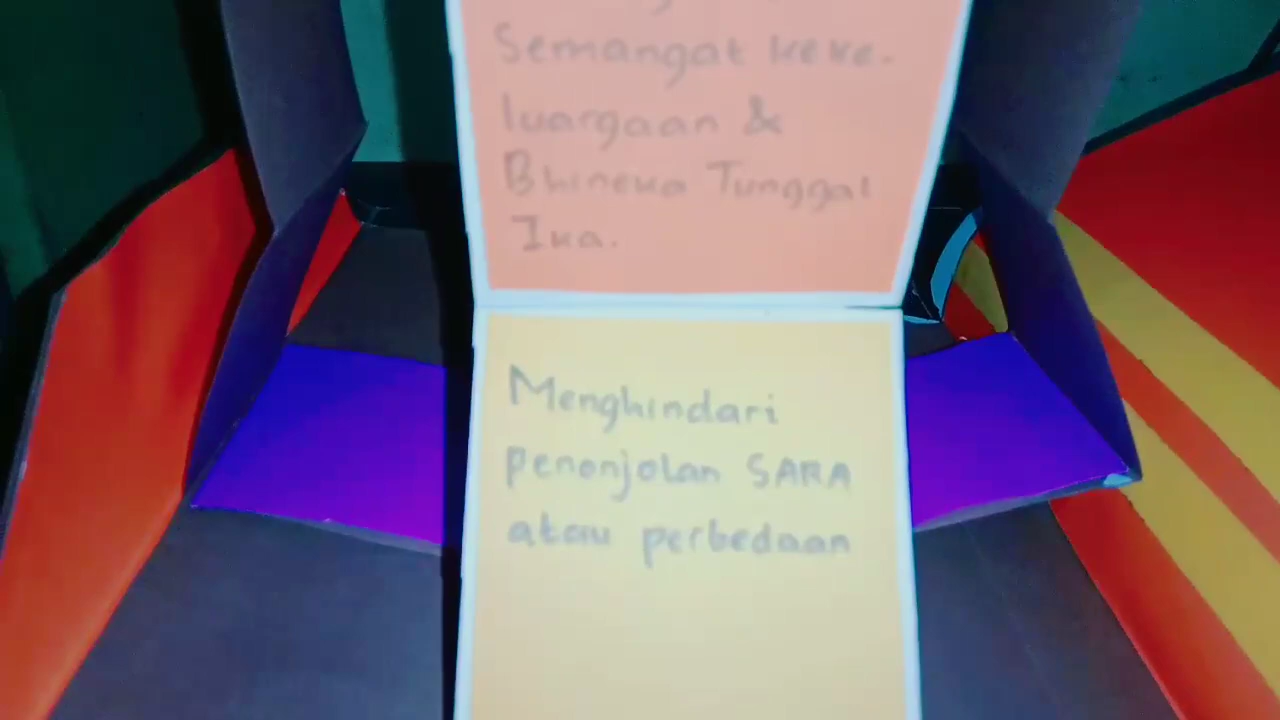 Semangat keke-
luargaan &
Bhineka Tunggal
Ika.
Menghindari
penonjolan SARA
atau perbedaan